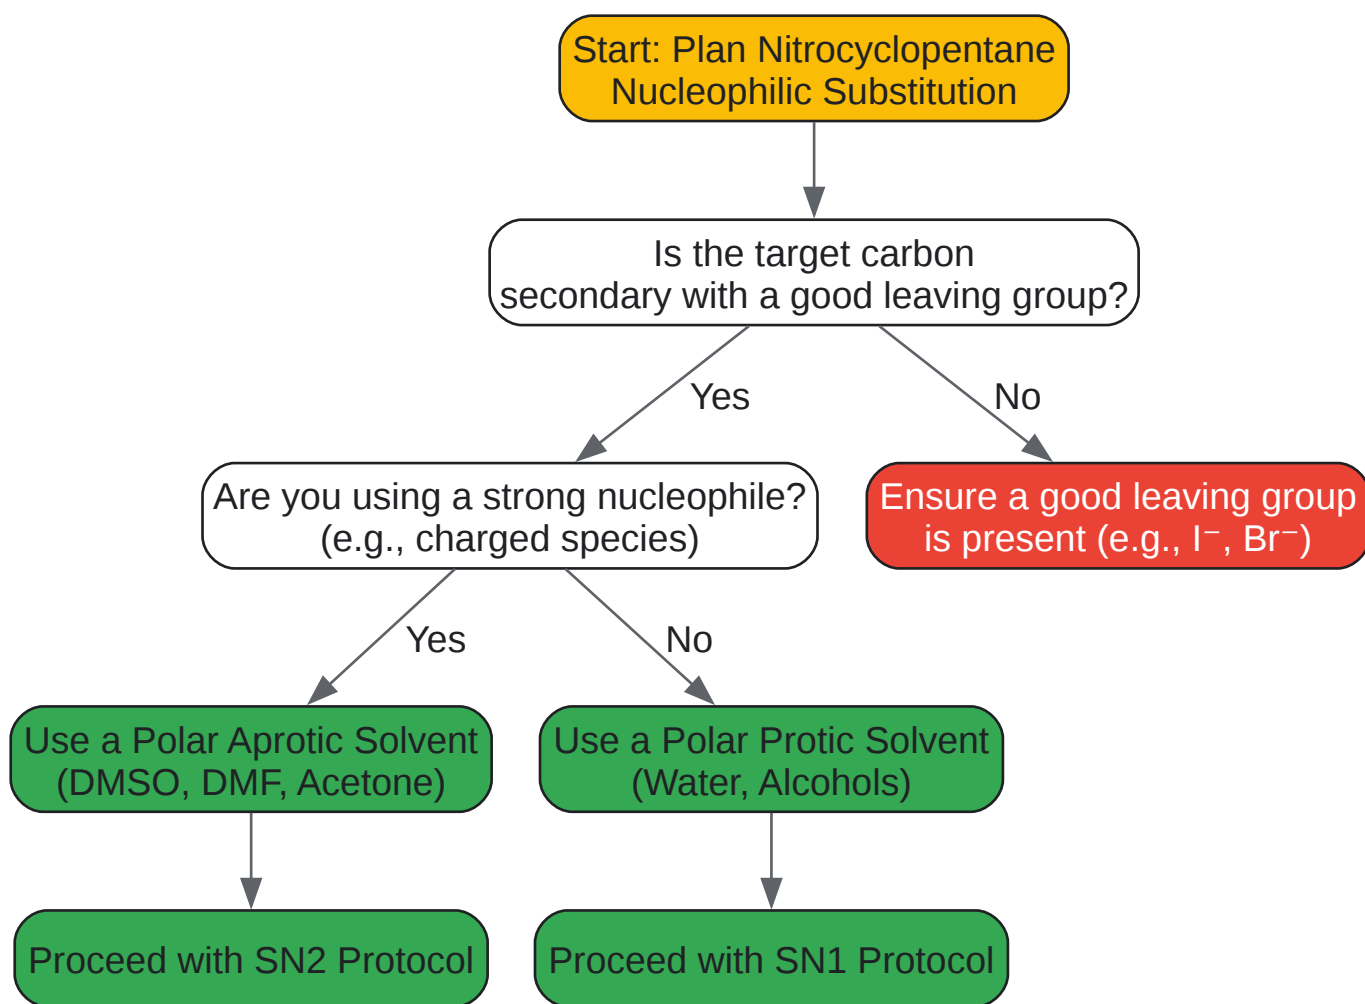 Start: Plan Nitrocyclopentane
Nucleophilic Substitution
Is the target carbon
secondary with a good leaving group?
Yes
No
Are you using a strong nucleophile?
(e.g., charged species)
Ensure a good leaving group
is present (e.g., I⁻, Br⁻)
Yes
No
Use a Polar Aprotic Solvent
(DMSO, DMF, Acetone)
Use a Polar Protic Solvent
(Water, Alcohols)
Proceed with SN2 Protocol
Proceed with SN1 Protocol